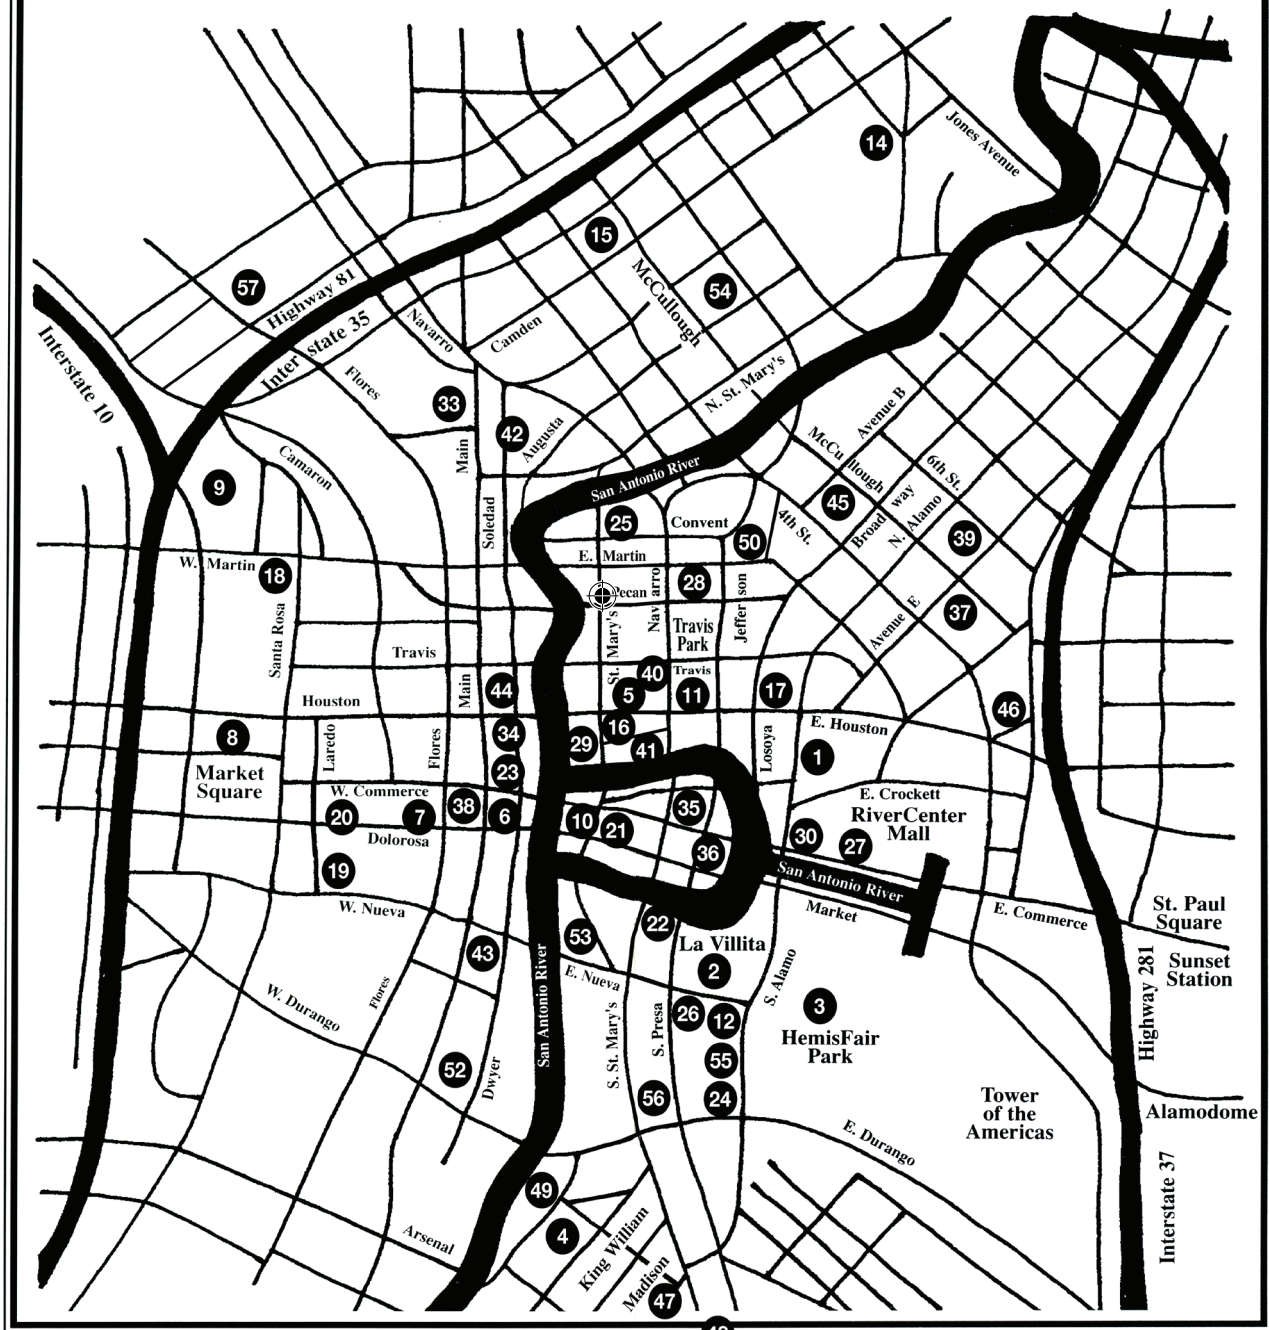 14
Jones Avenue
15
McCullough
54
57
Highway 81
Interstate 35
Navarro
Camden
Interstate 10
Flores
33
N. St. Mary's
Avenue B
42
Augusta
Main
McCullough
6th St.
Camaron
9
San Antonio River
45
Broadway
N. Alamo
Soledad
25
Convent
4th St.
50
39
E. Martin
W. Martin
18
28
Pecan
Navarro
Jefferson
Avenue E
37
Santa Rosa
St. Mary's
Travis
Park
Travis
Travis
40
Main
44
5
11
17
46
Houston
E. Houston
16
34
29
41
8
Laredo
Flores
Losoya
1
Market
Square
23
W. Commerce
E. Crockett
20
7
38
6
10
21
35
RiverCenter
Mall
30
27
Dolorosa
36
19
San Antonio River
W. Nueva
Market
E. Commerce
St. Paul
Square
22
53
La Villita
43
2
Sunset
Station
E. Nueva
S. Alamo
Highway 281
W. Durango
Flores
San Antonio River
S. St. Mary's
S. Presa
26
12
3
HemisFair
Park
52
Dwyer
55
56
24
Tower
of the
Americas
Alamodome
E. Durango
49
Interstate 37
Arsenal
4
King William
Madison
47